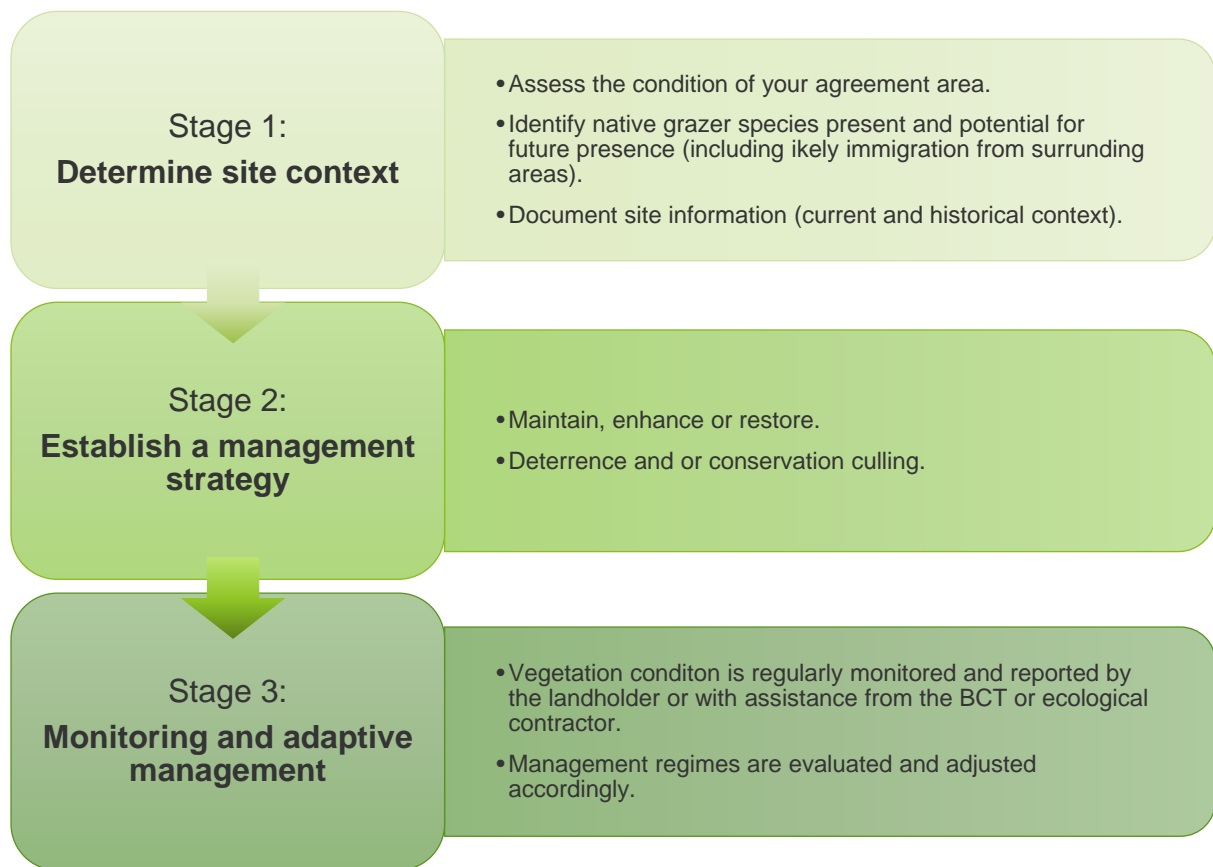 Stage 1:
Determine site context
•Assess the condition of your agreement area.
•Identify native grazer species present and potential for
future presence (including ikely immigration from surrunding
areas).
•Document site information (current and historical context).
Stage 2:
Establish a management
strategy
•Maintain, enhance or restore.
•Deterrence and or conservation culling.
Stage 3:
Monitoring and adaptive
management
•Vegetation conditon is regularly monitored and reported by
the landholder or with assistance from the BCT or ecological
contractor.
•Management regimes are evaluated and adjusted
accordingly.